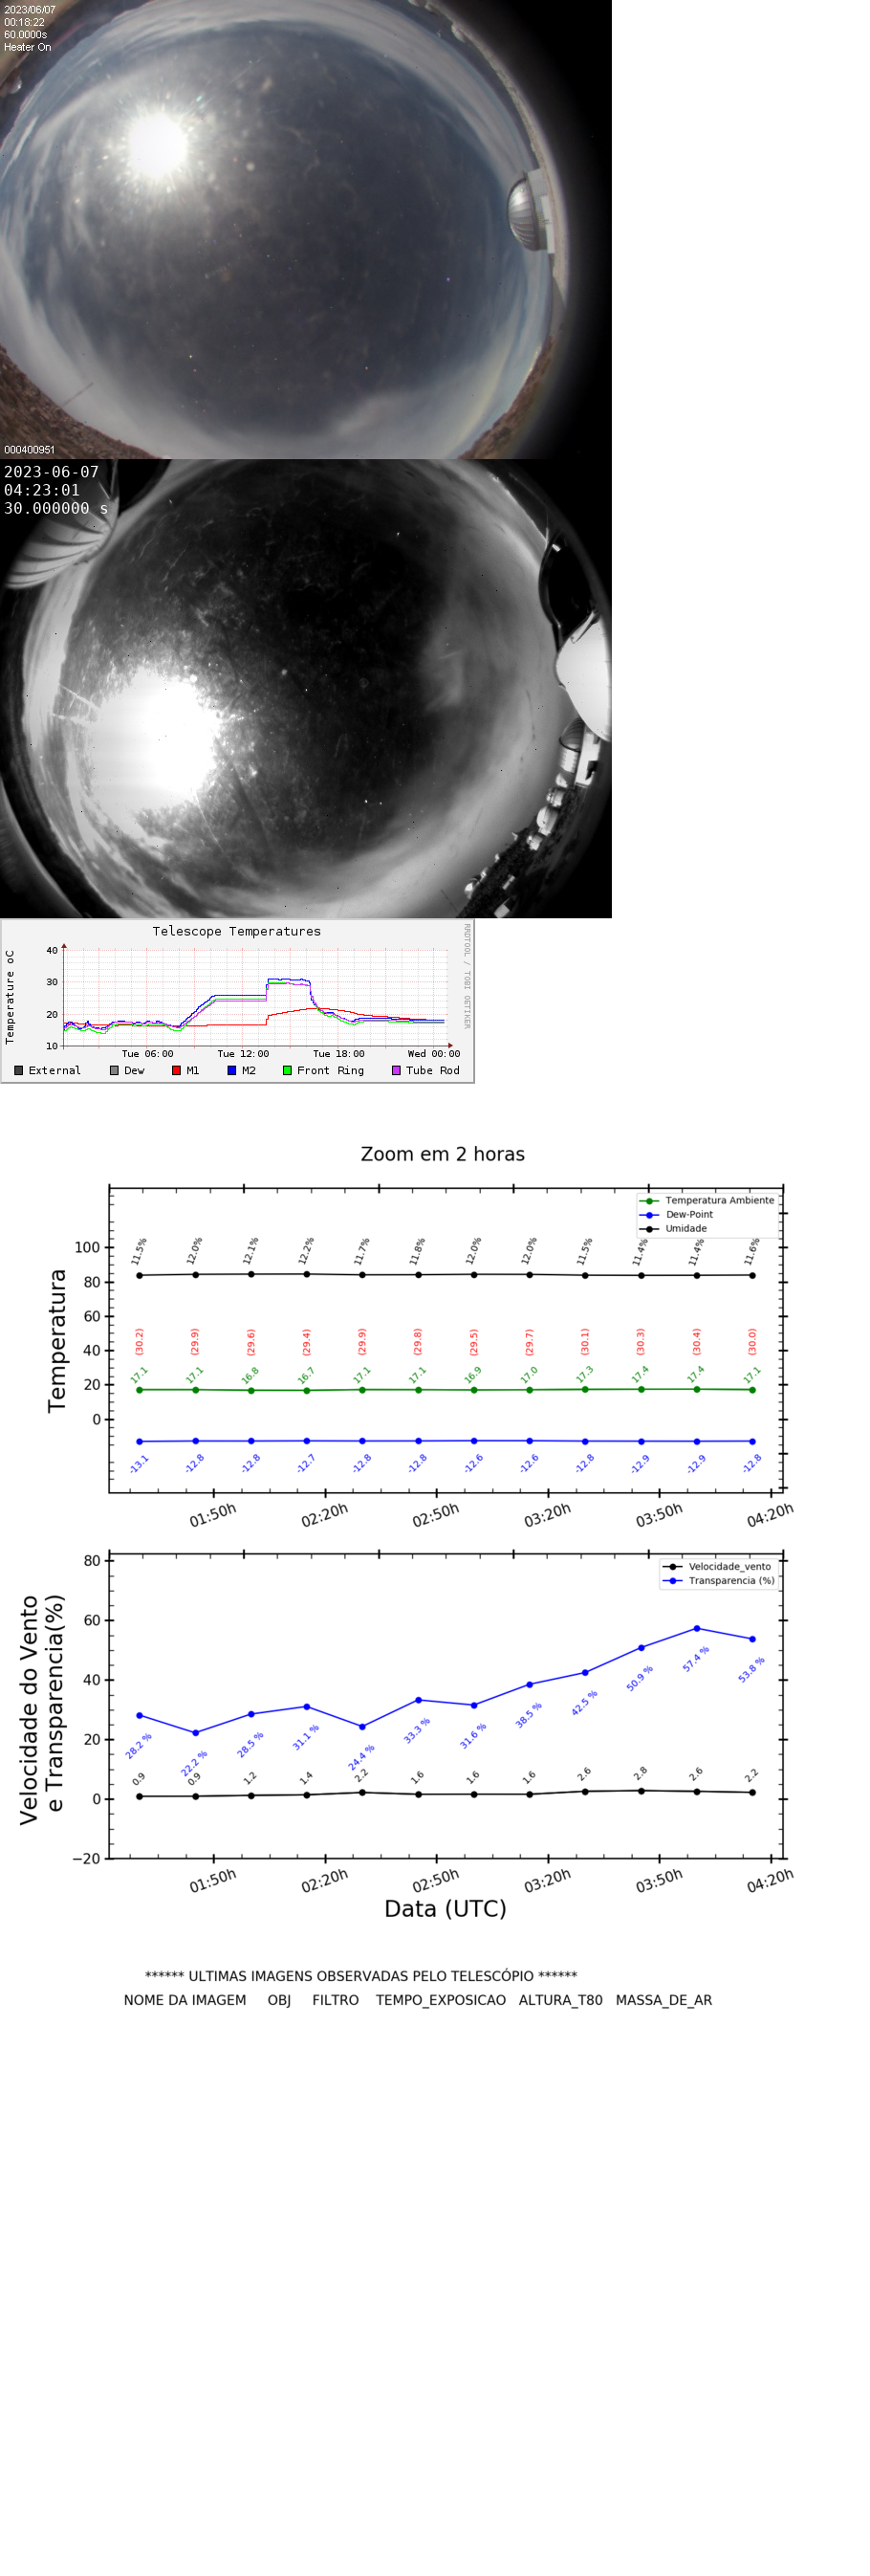 2023/06/07
00:18:22
60.0000s
Heater On
000400951
2023-06-07
04:23:01
30.000000 s
Telescope Temperatures
RRDTOOL / TOBI OETIKER
Temperature oC
40
30
20
10
Tue 06:00 Tue 12:00 Tue 18:00 Wed 00:00
External Dew M1 M2 Front Ring Tube Rod
Zoom em 2 horas
Temperatura Ambiente
Dew-Point
Umidade
Temperatura
100
80
60
40
20
0
11.5% 12.0% 12.1% 12.2% 11.7% 11.8% 12.0% 12.0% 11.5% 11.4% 11.4% 11.6%
(30.2) (29.9) (29.6) (29.4) (29.9) (29.8) (29.5) (29.7) (30.1) (30.3) (30.4) (30.0)
17.1 17.1 16.8 16.7 17.1 17.1 16.9 17.0 17.3 17.4 17.4 17.1
-13.1 -12.8 -12.8 -12.7 -12.8 -12.8 -12.6 -12.6 -12.8 -12.9 -12.9 -12.8
01:50h 02:20h 02:50h 03:20h 03:50h 04:20h
Velocidade_vento
Transparencia (%)
Velocidade do Vento
e Transparencia(%)
80
60
40
20
0
−20
28.2 % 22.2 % 28.5 % 31.1 % 24.4 % 33.3 % 31.6 % 38.5 % 42.5 % 50.9 % 57.4 % 53.8 %
0.9 0.9 1.2 1.4 2.2 1.6 1.6 1.6 2.6 2.8 2.6 2.2
01:50h 02:20h 02:50h 03:20h 03:50h 04:20h
Data (UTC)
****** ULTIMAS IMAGENS OBSERVADAS PELO TELESCÓPIO ******
NOME DA IMAGEM OBJ FILTRO TEMPO_EXPOSICAO ALTURA_T80 MASSA_DE_AR